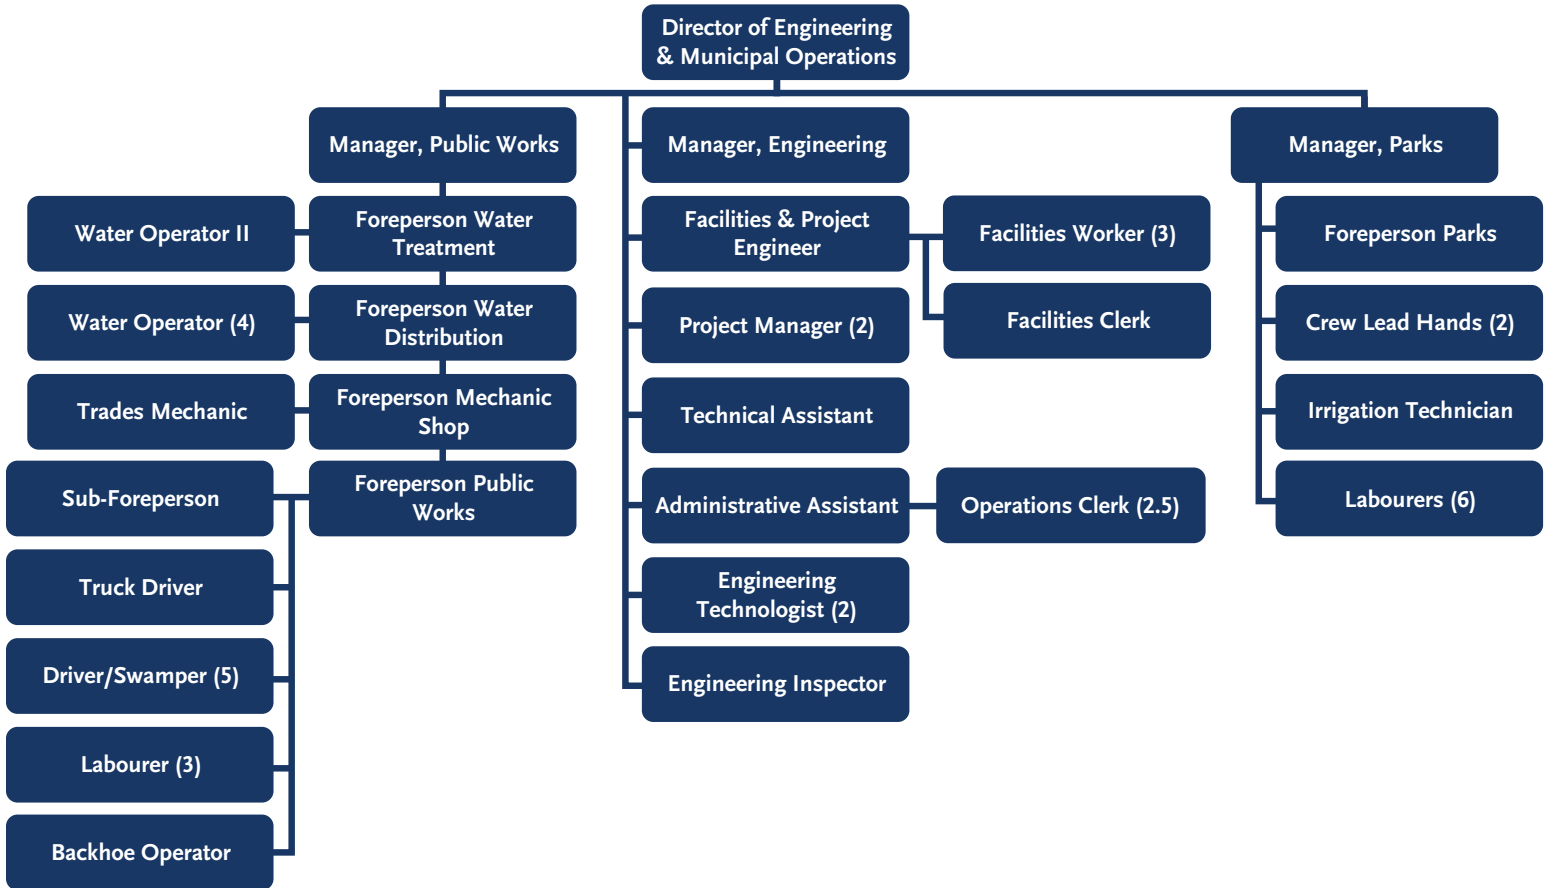 Director of Engineering
& Municipal Operations
Manager, Public Works
Manager, Engineering
Manager, Parks
Water Operator II
Foreperson Water
Treatment
Facilities & Project
Engineer
Facilities Worker (3)
Foreperson Parks
Water Operator (4)
Foreperson Water
Distribution
Project Manager (2)
Facilities Clerk
Crew Lead Hands (2)
Trades Mechanic
Foreperson Mechanic
Shop
Technical Assistant
Irrigation Technician
Sub-Foreperson
Foreperson Public
Works
Administrative Assistant
Operations Clerk (2.5)
Labourers (6)
Truck Driver
Engineering
Technologist (2)
Driver/Swamper (5)
Engineering Inspector
Labourer (3)
Backhoe Operator